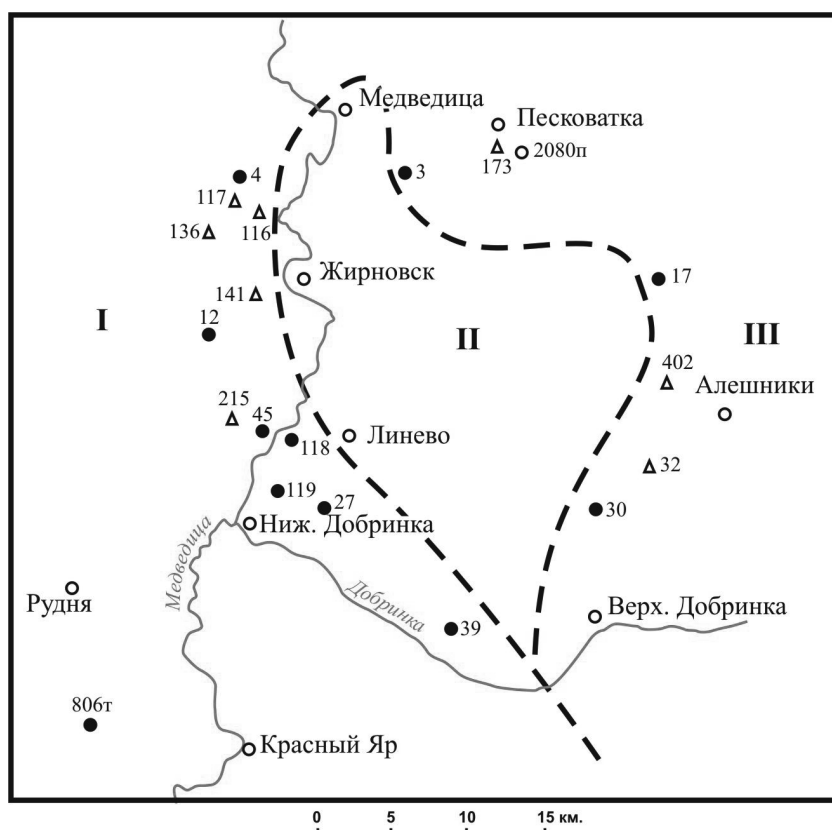 Медведица
Песковатка
173
2080п
3
4
117
116
136
Жирновск
17
141
I
12
II
III
402
Алешники
215
45
118
Линево
32
119
27
30
Ниж. Добринка
Медведица
Рудня
Добринка
39
Верх. Добринка
806т
Красный Яр
0 5 10 15 км.